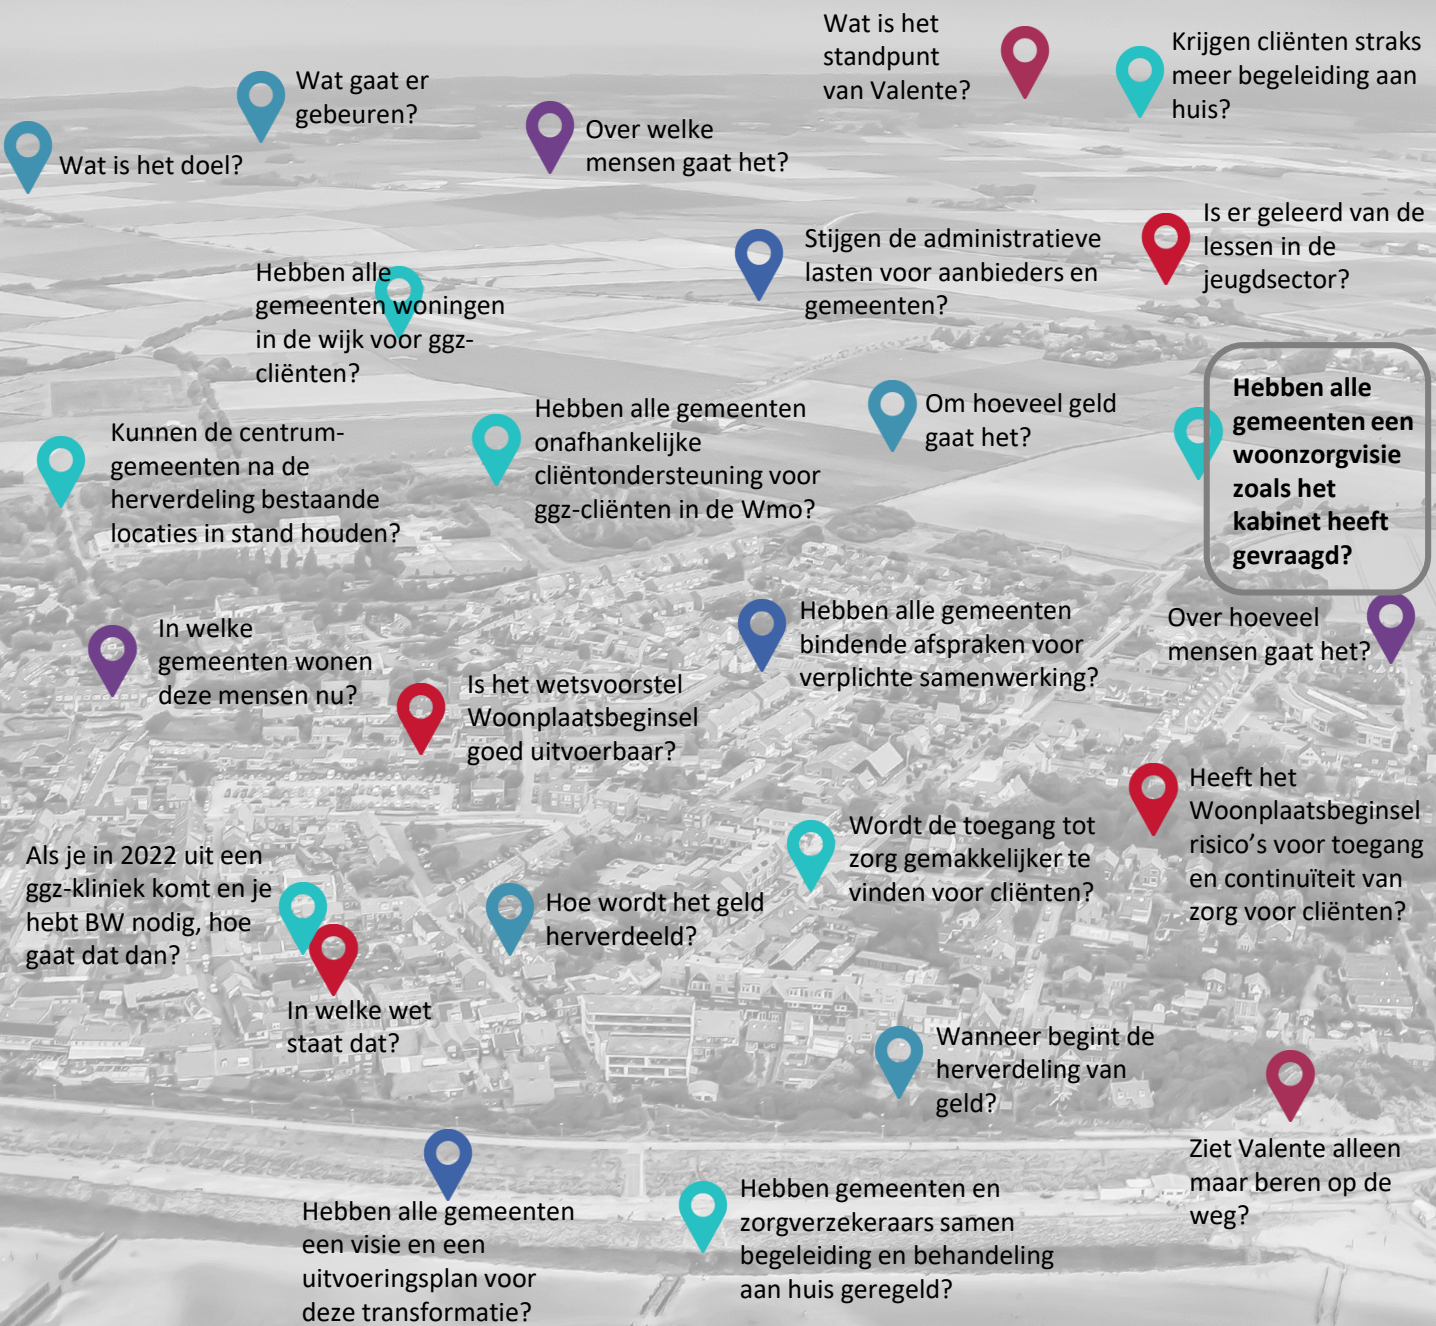 Wat is het
standpunt
van Valente?
Krijgen cliënten straks
meer begeleiding aan
huis?
Wat gaat er
gebeuren?
Over welke
mensen gaat het?
Wat is het doel?
Is er geleerd van de
lessen in de
jeugdsector?
Stijgen de administratieve
lasten voor aanbieders en
gemeenten?
Hebben alle
gemeenten woningen
in de wijk voor ggz-
cliënten?
Hebben alle
gemeenten een
woonzorgvisie
zoals het
kabinet heeft
gevraagd?
Om hoeveel geld
gaat het?
Hebben alle gemeenten
onafhankelijke
cliëntondersteuning voor
ggz-cliënten in de Wmo?
Kunnen de centrum-
gemeenten na de
herverdeling bestaande
locaties in stand houden?
Hebben alle gemeenten
bindende afspraken voor
verplichte samenwerking?
Over hoeveel
mensen gaat het?
In welke
gemeenten wonen
deze mensen nu?
Is het wetsvoorstel
Woonplaatsbeginsel
goed uitvoerbaar?
Heeft het
Woonplaatsbeginsel
risico's voor toegang
en continuïteit van
zorg voor cliënten?
Wordt de toegang tot
zorg gemakkelijker te
vinden voor cliënten?
Als je in 2022 uit een
ggz-kliniek komt en je
hebt BW nodig, hoe
gaat dat dan?
Hoe wordt het geld
herverdeeld?
In welke wet
staat dat?
Wanneer begint de
herverdeling van
geld?
Ziet Valente alleen
maar beren op de
weg?
Hebben gemeenten en
zorgverzekeraars samen
begeleiding en behandeling
aan huis geregeld?
Hebben alle gemeenten
een visie en een
uitvoeringsplan voor
deze transformatie?